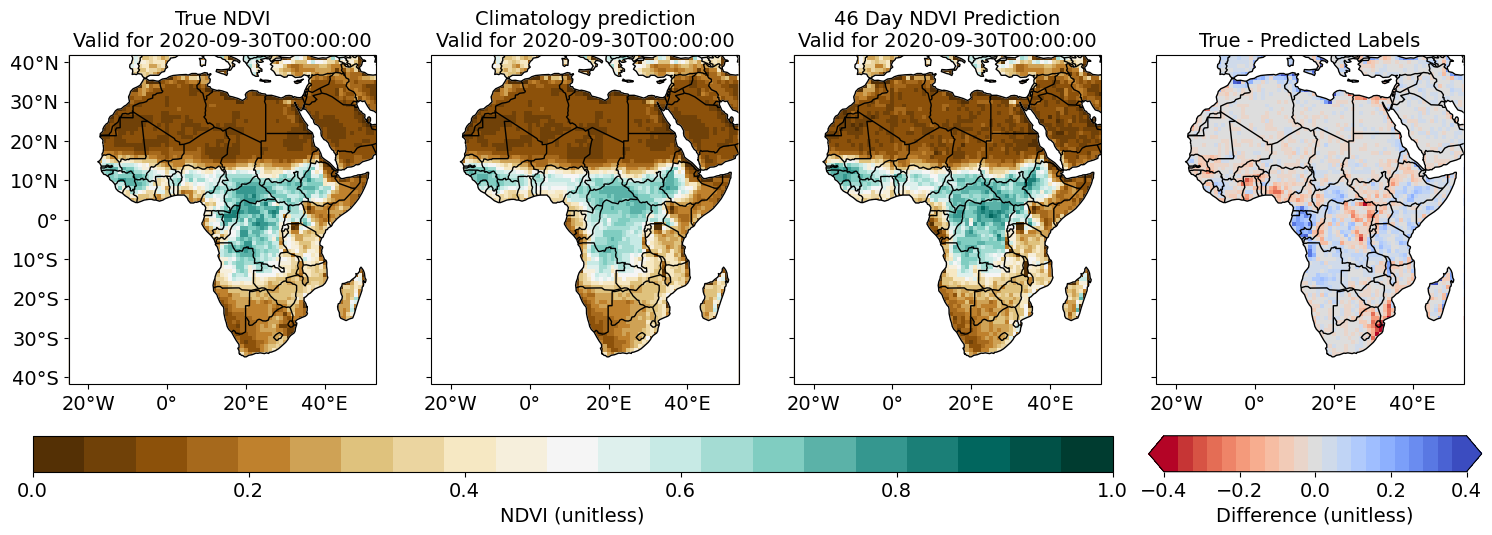 True NDVI
Valid for 2020-09-30T00:00:00
Climatology prediction
Valid for 2020-09-30T00:00:00
46 Day NDVI Prediction
Valid for 2020-09-30T00:00:00
True - Predicted Labels
40°N
30°N
20°N
10°N
0°
10°S
20°S
30°S
40°S
20°W 0° 20°E 40°E
20°W 0° 20°E 40°E
20°W 0° 20°E 40°E
20°W 0° 20°E 40°E
0.0 0.2 0.4 0.6 0.8 1.0
NDVI (unitless)
−0.4 −0.2 0.0 0.2 0.4
Difference (unitless)